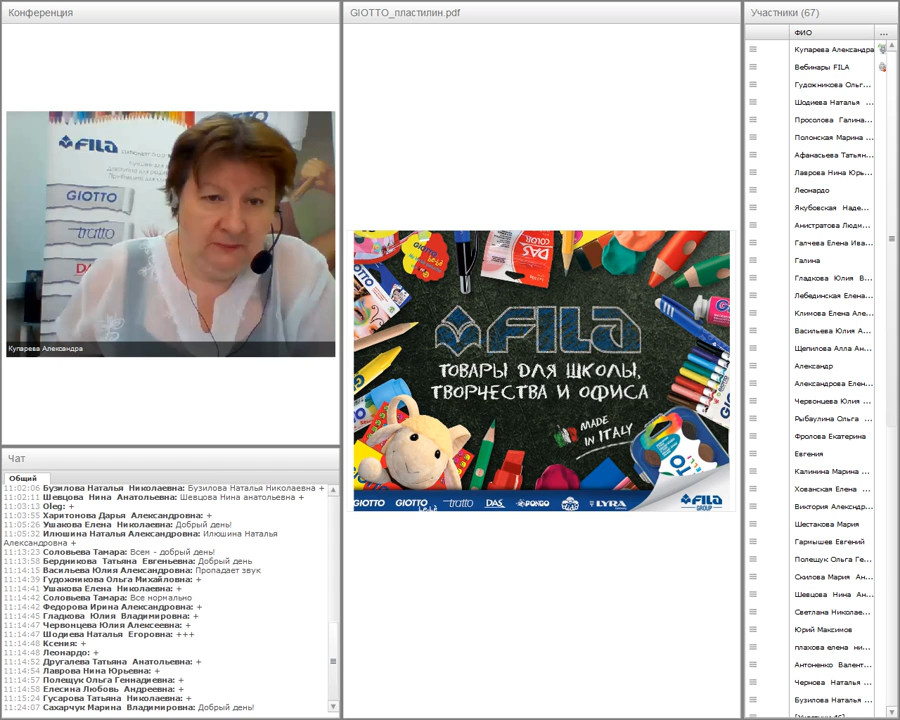 Конференция
FILA
GIOTTO
tratto
Купарева Александра
GIOTTO_пластилин.pdf
GIOTTO
DAS
COLOR
FILA
ТОВАРЫ ДЛЯ ШКОЛЫ,
ТВОРЧЕСТВА И ОФИСА
MADE
IN ITALY
GIOTTO GIOTTO tratto DAS PONGO LYRA
FILA
GROUP
Участники (67)
ФИО ...
Купарева Александра
Вебинары FILA
Гудожникова Ольг...
Шодиева Наталья ...
Просолова Галина...
Полонская Марина ...
Афанасьева Татьян...
Лаврова Нина Юрь...
Леонардо
Якубовская Наде...
Анистратова Людм...
Галчева Елена Ива...
Галина
Гладкова Юлия В...
Лебединская Елена...
Климова Елена Але...
Васильева Юлия А...
Щепилова Алла Ан...
Александр
Александрова Елен...
Червонцева Юлия ...
Рыбаулина Ольга ...
Фролова Екатерина
Евгения
Калинина Марина ...
Хованская Елена ...
Виктория Александр...
Шестакова Мария
Гармышев Евгений
Полещук Ольга Ге...
Скилова Мария Ан...
Шевцова Нина Ан...
Светлана Николае...
Юрий Максимов
плахова елена ни...
Антоненко Валент...
Чернова Наталья ...
Бузилова Наталья ...
Чат
Общий
11:02:06 Бузилова Наталья Николаевна: Бузилова Наталья Николаевна +
11:02:11 Шевцова Нина Анатольевна: Шевцова Нина анатольевна +
11:03:13 Oleg: +
11:03:55 Харитонова Дарья Александровна: +
11:05:26 Ушакова Елена Николаевна: Добрый день!
11:05:32 Илюшина Наталья Александровна: Илюшина Наталья
Александровна +
11:13:23 Соловьева Тамара: Всем - добрый день!
11:13:58 Бердникова Татьяна Евгеньевна: Добрый день
11:14:15 Васильева Юлия Александровна: Пропадает звук
11:14:39 Гудожникова Ольга Михайловна: +
11:14:41 Ушакова Елена Николаевна: +
11:14:42 Соловьева Тамара: Все нормально
11:14:42 Федорова Ирина Александровна: +
11:14:45 Гладкова Юлия Владимировна: +
11:14:47 Червонцева Юлия Алексеевна: +
11:14:47 Шодиева Наталья Егоровна: +++
11:14:48 Ксения: +
11:14:48 Леонардо: +
11:14:52 Другалева Татьяна Анатольевна: +
11:14:54 Лаврова Нина Юрьевна: +
11:14:57 Полещук Ольга Геннадиевна: +
11:14:58 Елесина Любовь Андреевна: +
11:15:24 Гусарова Татьяна Николаевна: +
11:24:07 Сахарчук Марина Владимировна: Добрый день!